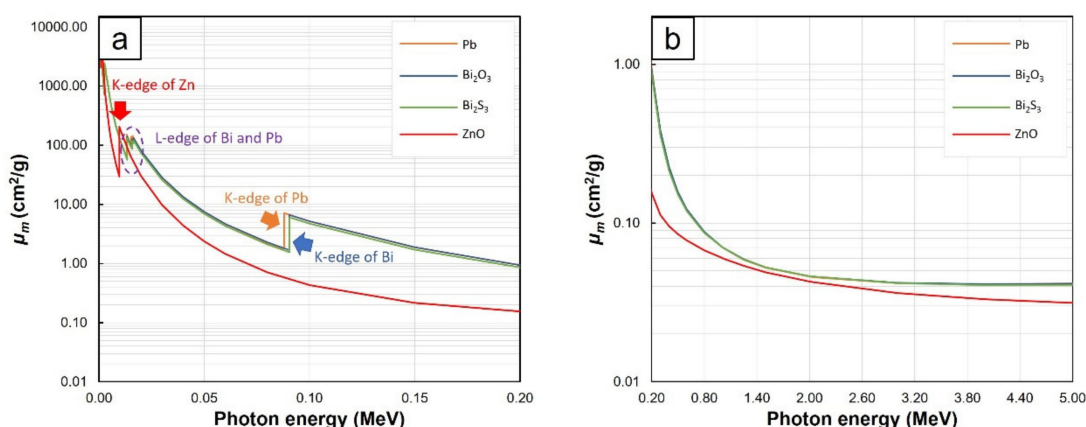 a
10000.00
1000.00
100.00
10.00
1.00
0.10
0.01
μm (cm²/g)
K-edge of Zn
L-edge of Bi and Pb
K-edge of Pb
K-edge of Bi
Pb
Bi₂O₃
Bi₂S₃
ZnO
0.00 0.05 0.10 0.15 0.20
Photon energy (MeV)
b
1.00
0.10
0.01
μm (cm²/g)
Pb
Bi₂O₃
Bi₂S₃
ZnO
0.20 0.80 1.40 2.00 2.60 3.20 3.80 4.40 5.00
Photon energy (MeV)